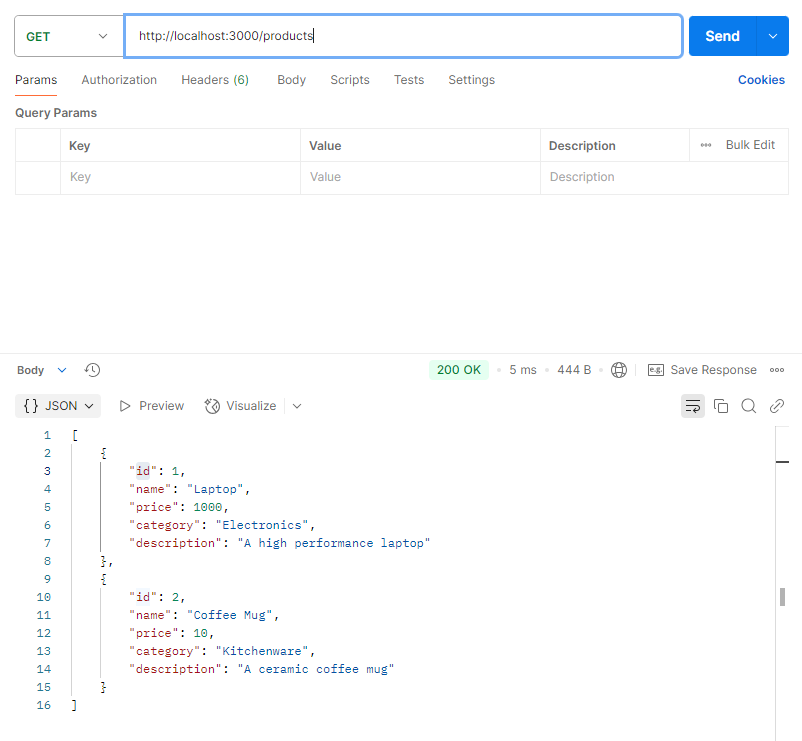 GET http://localhost:3000/products Send
Params Authorization Headers (6) Body Scripts Tests Settings Cookies
Query Params
Key Value Description ••• Bulk Edit
Key Value Description
Body 200 OK • 5 ms • 444 B • e.g. Save Response •••
{} JSON Preview Visualize
1 [
2 {
3 "id": 1,
4 "name": "Laptop",
5 "price": 1000,
6 "category": "Electronics",
7 "description": "A high performance laptop"
8 },
9 {
10 "id": 2,
11 "name": "Coffee Mug",
12 "price": 10,
13 "category": "Kitchenware",
14 "description": "A ceramic coffee mug"
15 }
16 ]